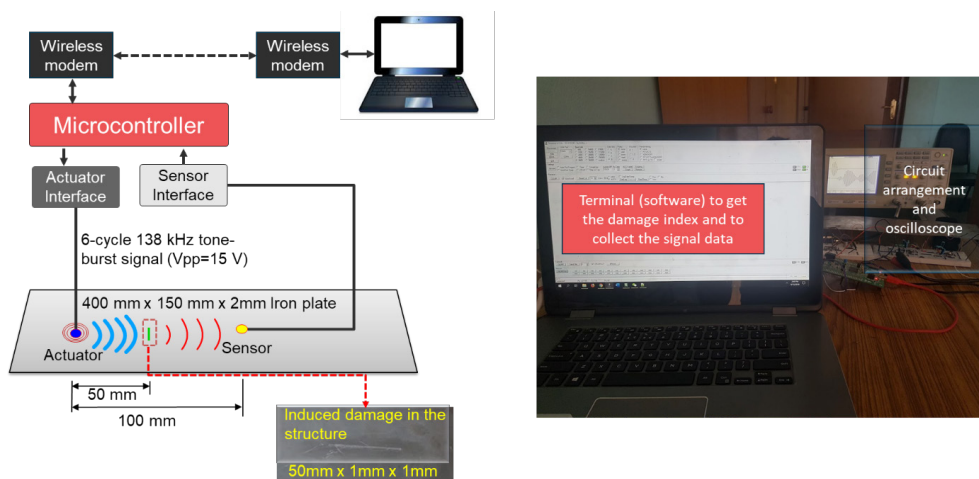 Wireless
modem
Wireless
modem
Microcontroller
Actuator
Interface
Sensor
Interface
6-cycle 138 kHz tone-
burst signal (Vpp=15 V)
400 mm x 150 mm x 2mm Iron plate
Actuator
Sensor
50 mm
100 mm
Induced damage in the
structure
50mm x 1mm x 1mm
Terminal (software) to get
the damage index and to
collect the signal data
Circuit
arrangement
and
oscilloscope